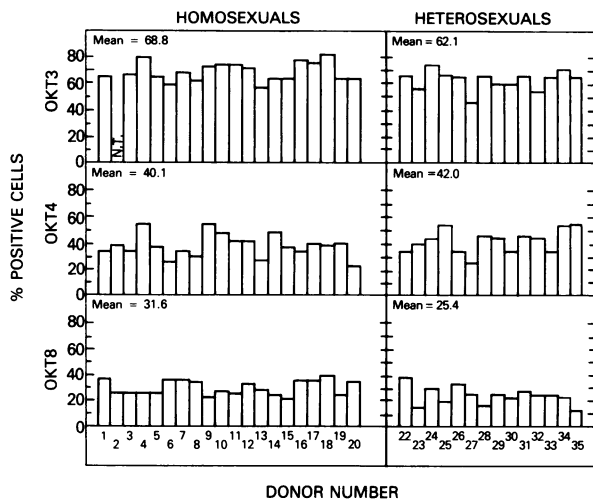 HOMOSEXUALS HETEROSEXUALS
Mean = 68.8 Mean = 62.1
80
60
40
20
0
OKT3
N.T.
Mean = 40.1 Mean = 42.0
80
60
40
20
0
OKT4
% POSITIVE CELLS
Mean = 31.6 Mean = 25.4
80
60
40
20
0
OKT8
1 2 3 4 5 6 7 8 9 10 11 12 13 14 15 16 17 18 19 20 22 23 24 25 26 27 28 29 30 31 32 33 34 35
DONOR NUMBER